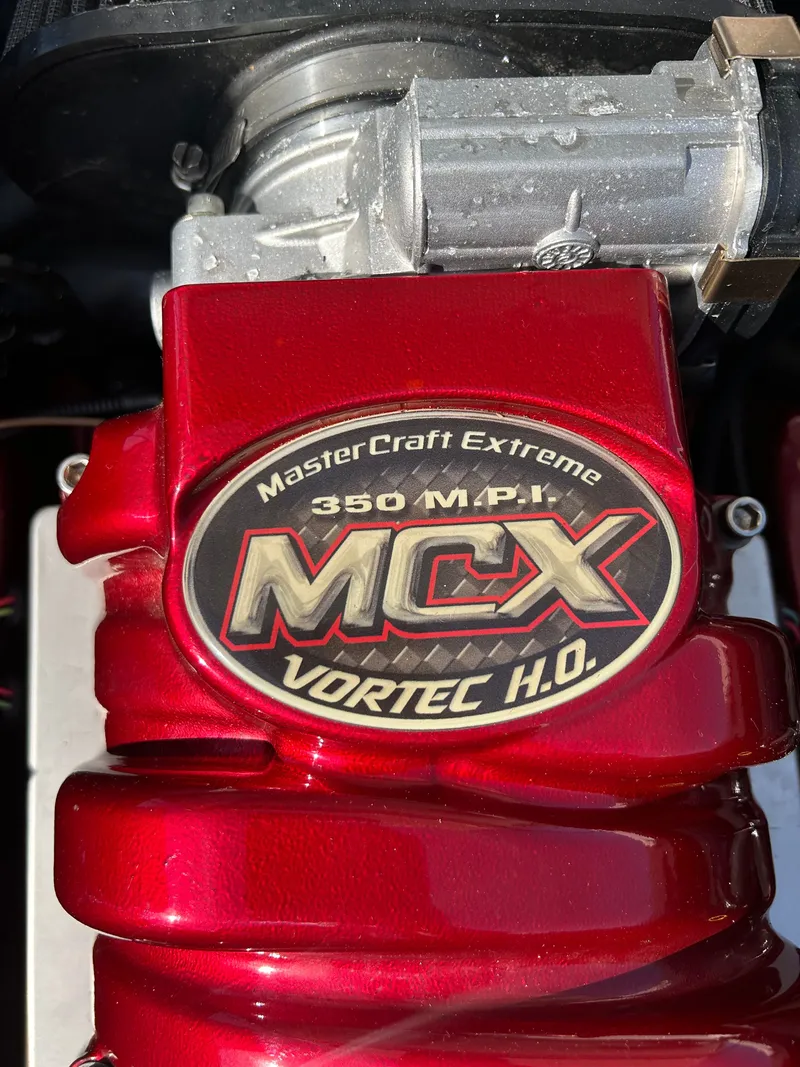 MasterCraft Extreme
350 M.P.I.
MCX
VORTEC H.O.